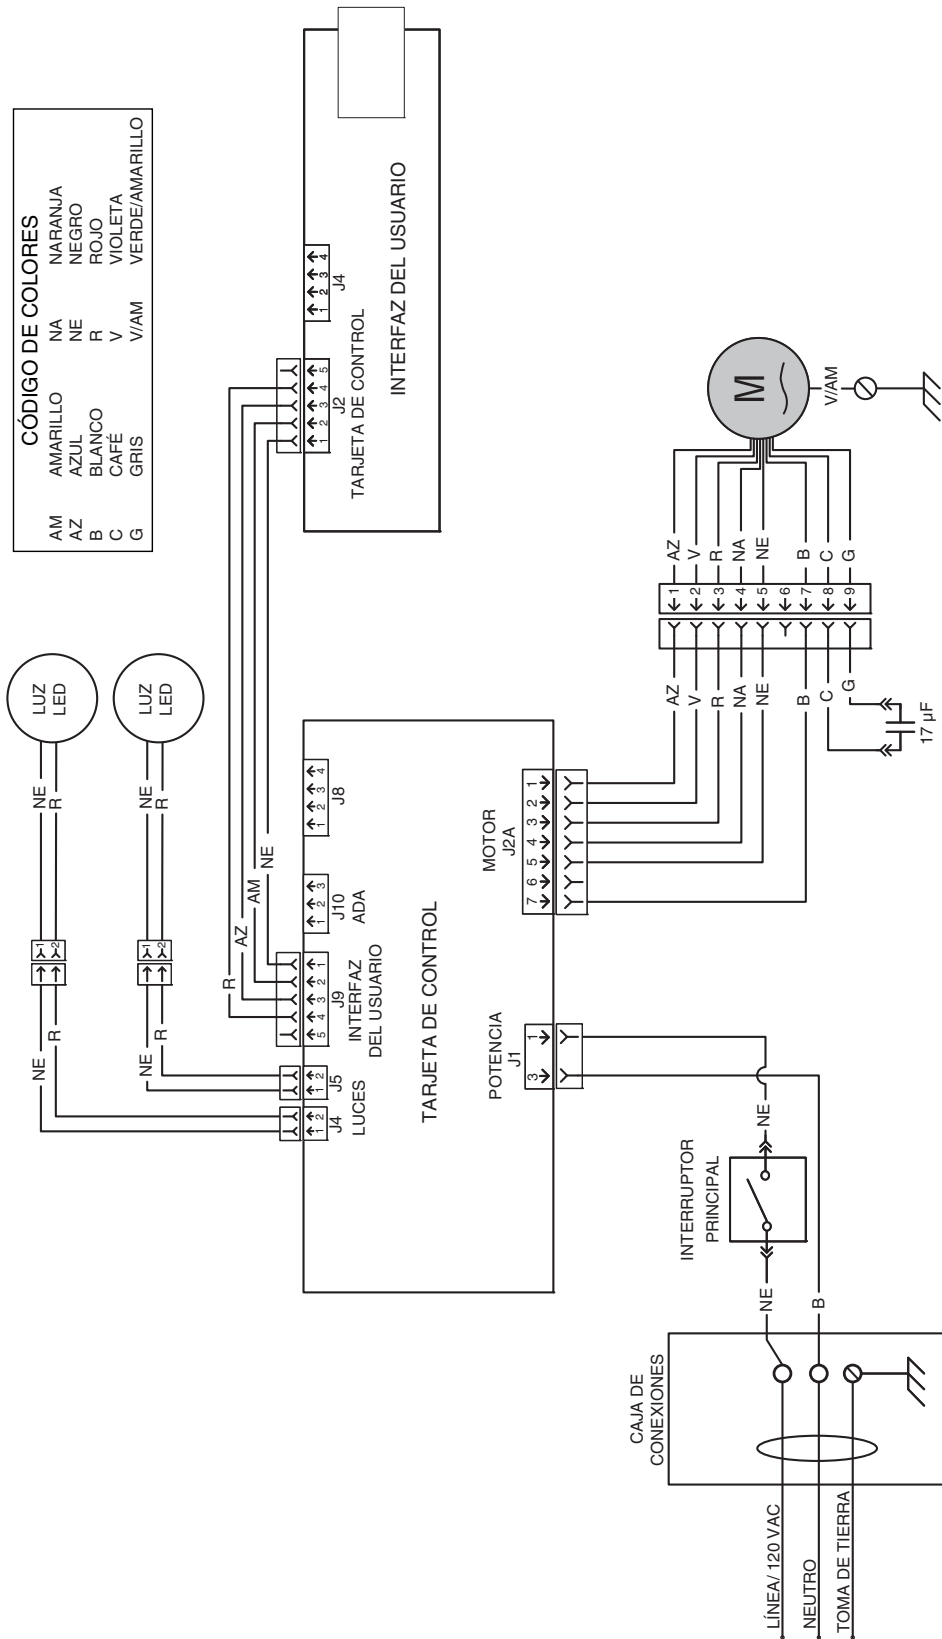 CÓDIGO DE COLORES
AM AMARILLO NA NARANJA
AZ AZUL NE NEGRO
B BLANCO R ROJO
C CAFÉ V VIOLETA
G GRIS V/AM VERDE/AMARILLO
LUZ
LED
LUZ
LED
NE
R
NE
R
1
2
1
2
NE
R
NE
R
1 2
J4
1 2
J5
LUCES
5 4 3 2 1
J9
INTERFAZ
DEL USUARIO
1 2 3
J10
ADA
1 2 3 4
J8
R
AZ
AM
NE
TARJETA DE CONTROL
1 2 3 4 5
J2
TARJETA DE CONTROL
1 2 3 4
J4
INTERFAZ DEL USUARIO
POTENCIA
J1
3 1
MOTOR
J2A
7 6 5 4 3 2 1
AZ
V
R
NA
NE
B
C
G
17 µF
1
2
3
4
5
6
7
8
9
AZ
V
R
NA
NE
B
C
G
M
V/AM
INTERRUPTOR
PRINCIPAL
NE
NE
B
CAJA DE
CONEXIONES
LÍNEA/ 120 VAC
NEUTRO
TOMA DE TIERRA